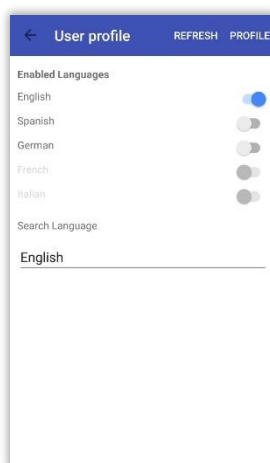 User profile REFRESH PROFILE
Enabled Languages
English
Spanish
German
French
Italian
Search Language
English